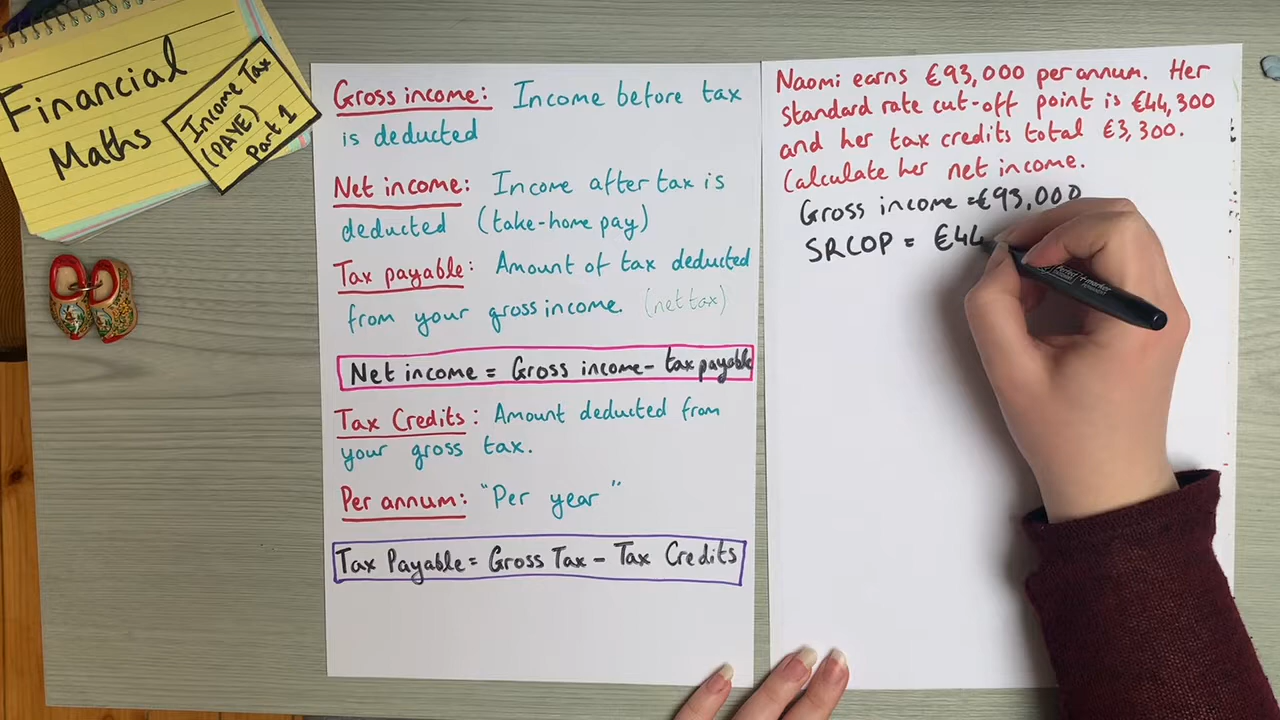 Financial
Maths
Income Tax
(PAYE)
Part 1
Gross income: Income before tax
is deducted
Net income: Income after tax is
deducted (take-home pay)
Tax payable: Amount of tax deducted
from your gross income. (net tax)
Net income = Gross income - tax payable
Tax Credits: Amount deducted from
your gross tax.
Per annum: "Per year"
Tax Payable = Gross Tax - Tax Credits
Naomi earns €93,000 per annum. Her
standard rate cut-off point is €44,300
and her tax credits total €3,300.
Calculate her net income.
Gross income = €93,000
SRCOP = €44